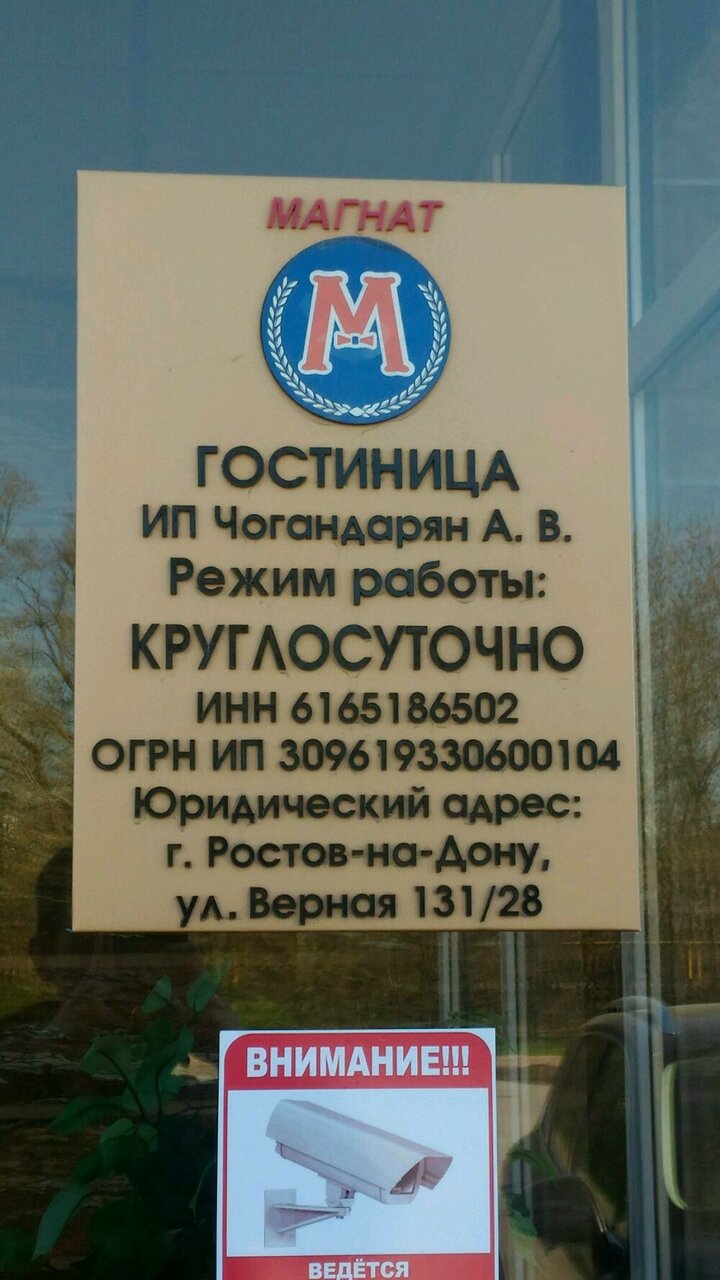 МАГНАТ
М
ГОСТИНИЦА
ИП Чогандарян А. В.
Режим работы:
КРУГЛОСУТОЧНО
ИНН 6165186502
ОГРН ИП 309619330600104
Юридический адрес:
г. Ростов-на-Дону,
ул. Верная 131/28
ВНИМАНИЕ!!!
ВЕДЁТСЯ